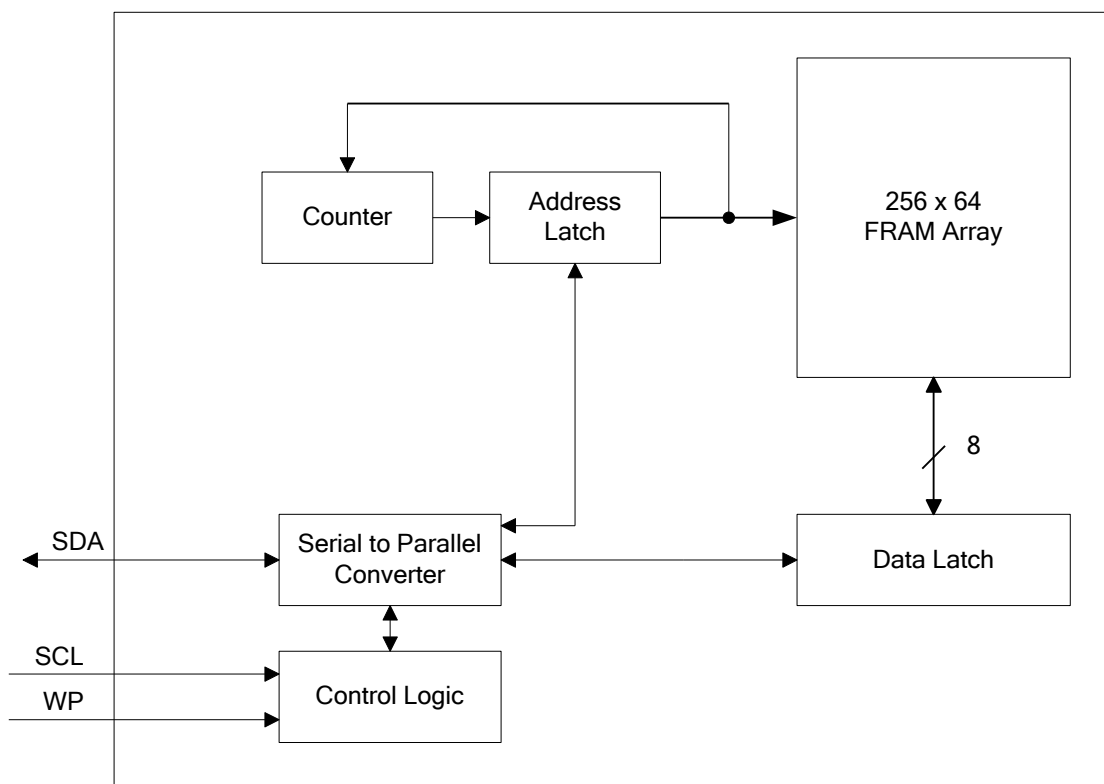 Counter
Address
Latch
256 x 64
FRAM Array
8
SDA
Serial to Parallel
Converter
Data Latch
SCL
WP
Control Logic